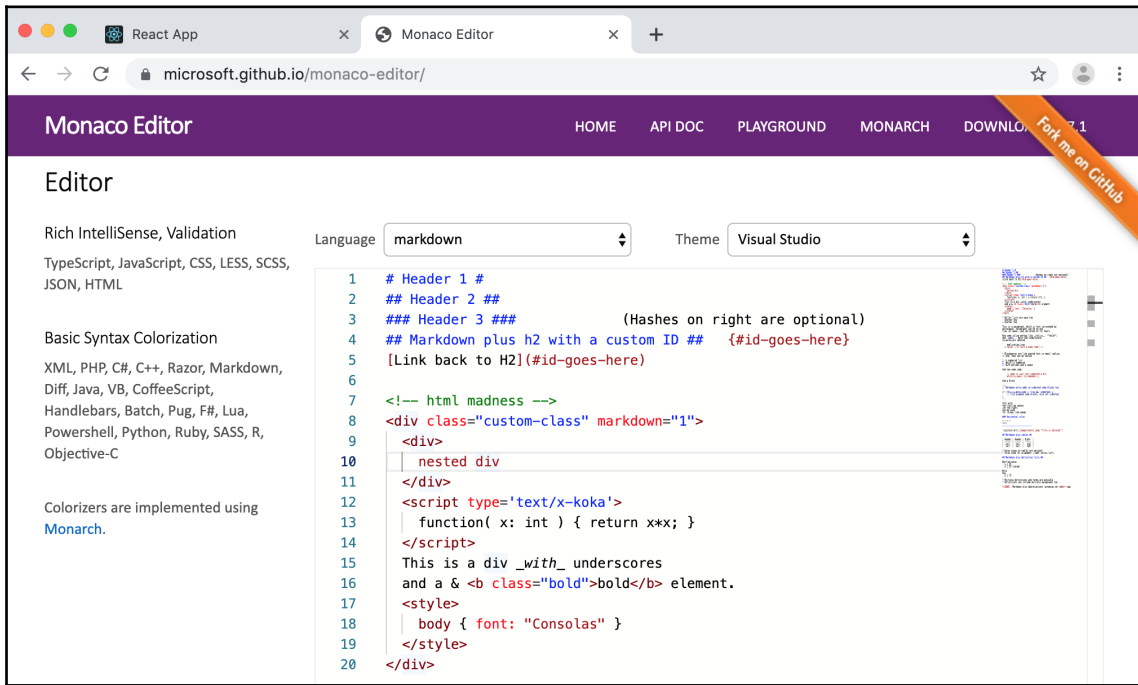 React App
Monaco Editor
microsoft.github.io/monaco-editor/
Monaco Editor
HOME API DOC PLAYGROUND MONARCH 7.1
Fork me on GitHub
Editor
Rich IntelliSense, Validation
TypeScript, JavaScript, CSS, LESS, SCSS,
JSON, HTML
Basic Syntax Colorization
XML, PHP, C#, C++, Razor, Markdown,
Diff, Java, VB, CoffeeScript,
Handlebars, Batch, Pug, F#, Lua,
Powershell, Python, Ruby, SASS, R,
Objective-C
Colorizers are implemented using
Monarch.
Language markdown Theme Visual Studio
1 # Header 1 #
2 ## Header 2 ##
3 ### Header 3 ### (Hashes on right are optional)
4 ## Markdown plus h2 with a custom ID ## {#id-goes-here}
5 [Link back to H2](#id-goes-here)
6
7 <!-- html madness -->
8 <div class="custom-class" markdown="1">
9 <div>
10 nested div
11 </div>
12 <script type='text/x-koka'>
13 function( x: int ) { return x*x; }
14 </script>
15 This is a div _with_ underscores
16 and a & <b class="bold">bold</b> element.
17 <style>
18 body { font: "Consolas" }
19 </style>
20 </div>